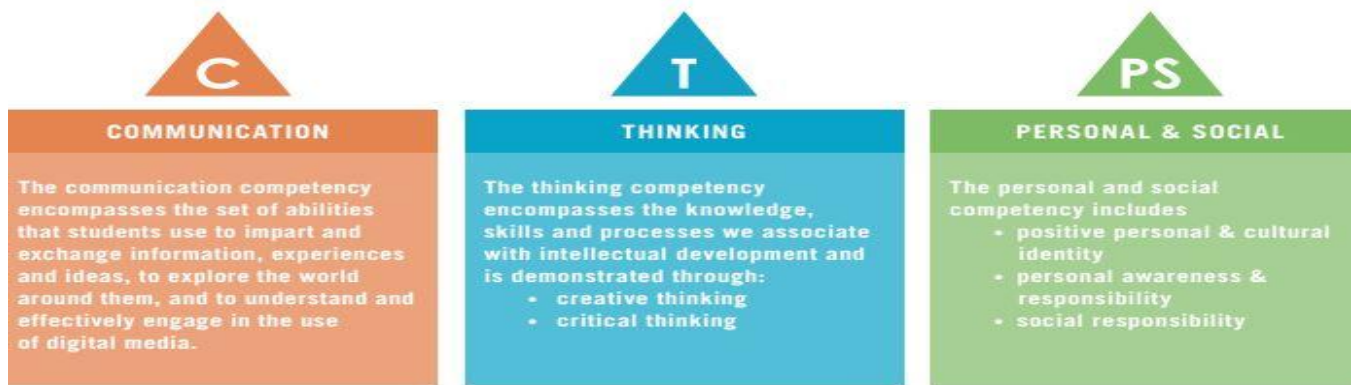 C
COMMUNICATION
The communication competency
encompasses the set of abilities
that students use to impart and
exchange information, experiences
and ideas, to explore the world
around them, and to understand and
effectively engage in the use
of digital media.
T
THINKING
The thinking competency
encompasses the knowledge,
skills and processes we associate
with intellectual development and
is demonstrated through:
• creative thinking
• critical thinking
PS
PERSONAL & SOCIAL
The personal and social
competency includes
• positive personal & cultural
identity
• personal awareness &
responsibility
• social responsibility